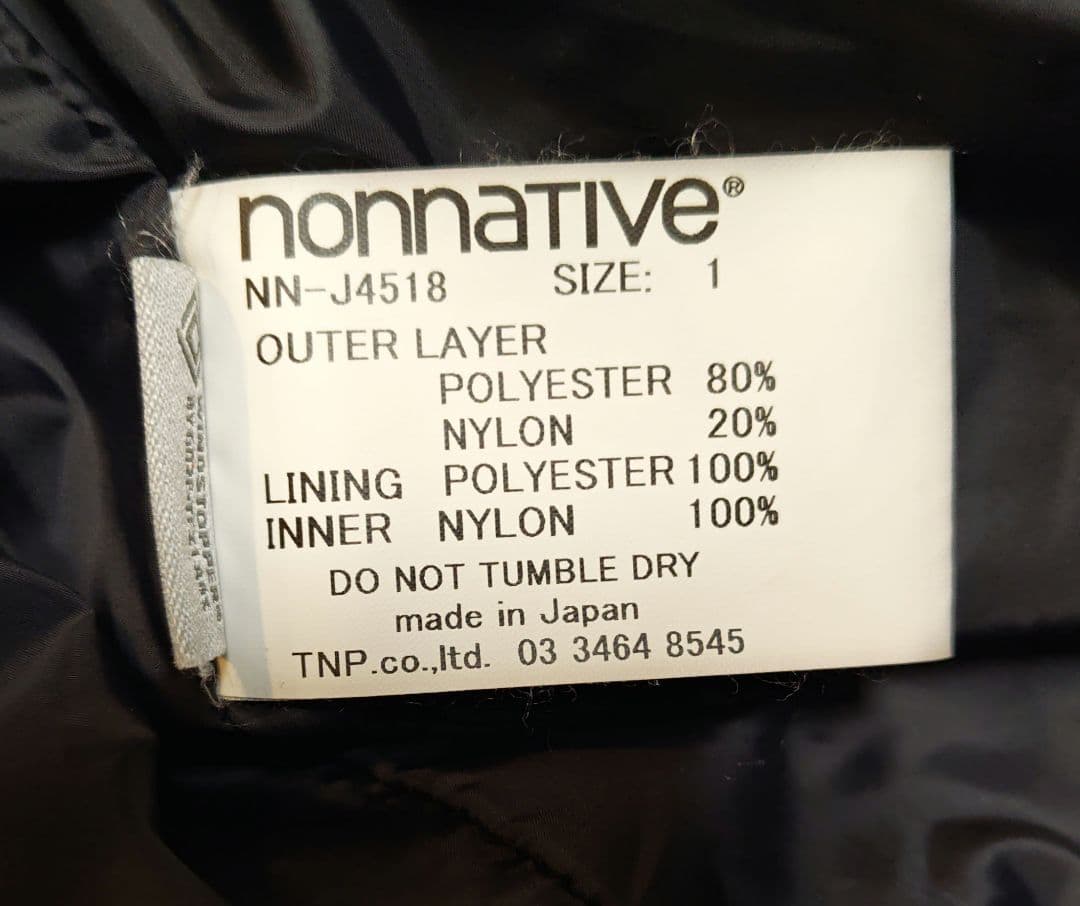 nonnative®
NN-J4518 SIZE: 1
OUTER LAYER
POLYESTER 80%
NYLON 20%
LINING POLYESTER 100%
INNER NYLON 100%
DO NOT TUMBLE DRY
made in Japan
TNP.co.,ltd. 03 3464 8545
WINDSTOPPER®